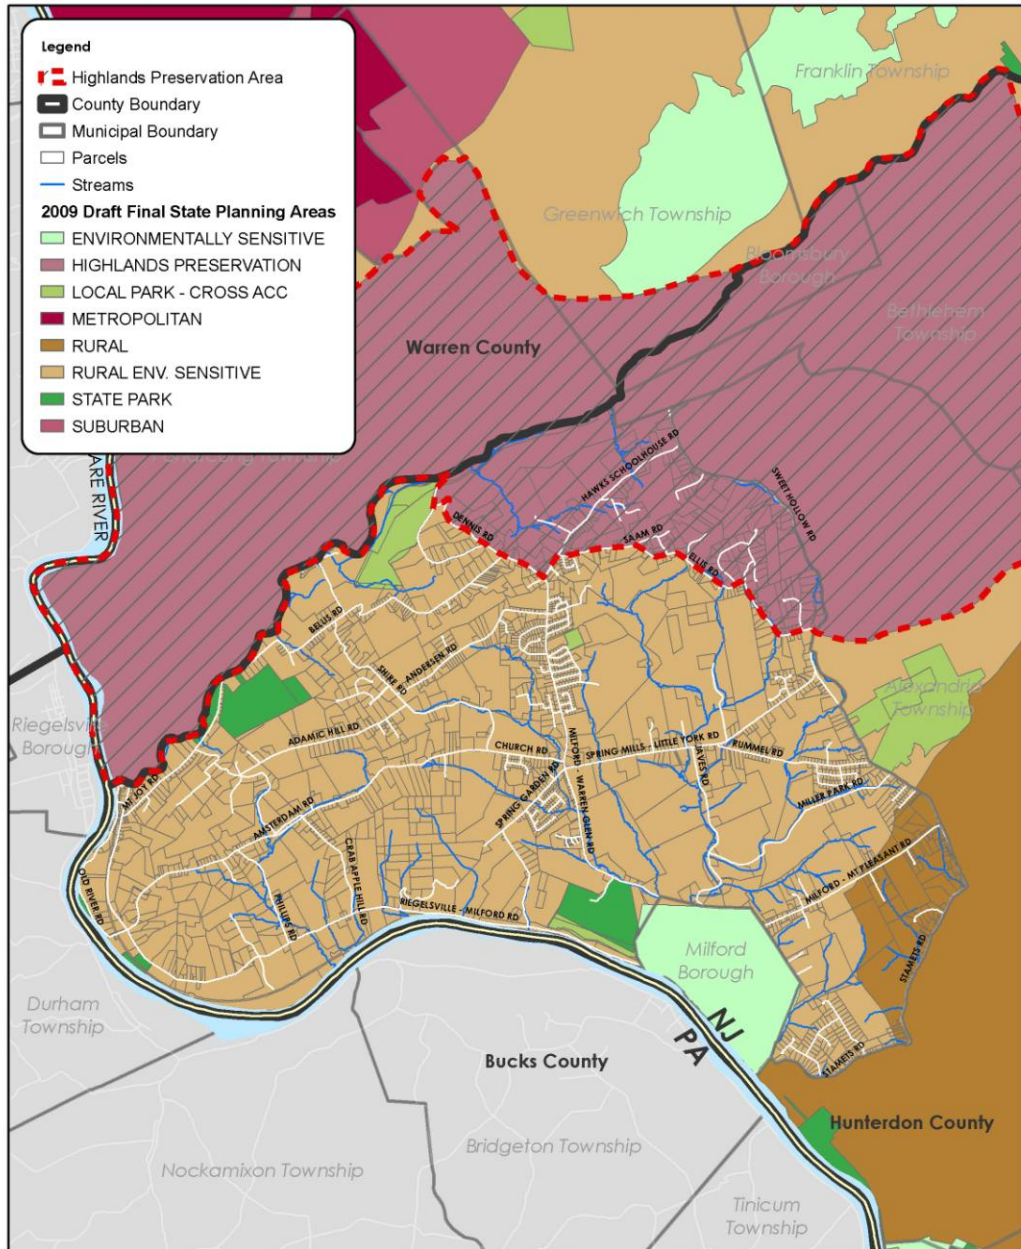 Legend
Highlands Preservation Area
County Boundary
Municipal Boundary
Parcels
Streams
2009 Draft Final State Planning Areas
ENVIRONMENTALLY SENSITIVE
HIGHLANDS PRESERVATION
LOCAL PARK - CROSS ACC
METROPOLITAN
RURAL
RURAL ENV. SENSITIVE
STATE PARK
SUBURBAN
Franklin Township
Greenwich Township
Bloomsbury
Borough
Bethlehem
Township
Warren County
ARE RIVER
HAWKS SCHOOLHOUSE RD
SWEET HOLLOW RD
DENNIS RD
SAAM RD
ELLIS RD
BELLIS RD
SHIRE RD
ANDERSEN RD
Alexandria
Township
Riegelsville
Borough
ADAMIC HILL RD
CHURCH RD
SPRING MILLS - LITTLE YORK RD
RUMMEL RD
JAVES RD
MILFORD - WARREN GLEN RD
SPRING GARDEN RD
MT JOY RD
MILLER PARK RD
AMSTERDAM RD
CRAB APPLE HILL RD
MILFORD - MT PLEASANT RD
OLD RIVER RD
PHILLIPS RD
RIEGELSVILLE - MILFORD RD
STAMETS RD
Milford
Borough
Durham
Township
NJ
PA
Bucks County
STAMETS RD
Hunterdon County
Nockamixon Township
Bridgeton Township
Tinicum
Township